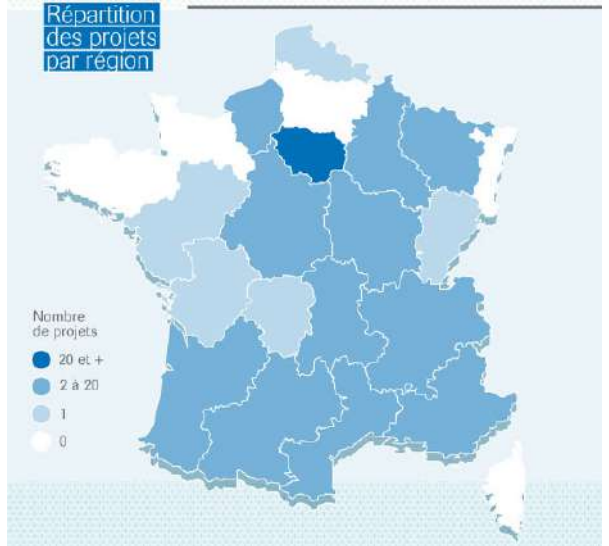 Répartition
des projets
par région
Nombre
de projets
20 et +
2 à 20
1
0